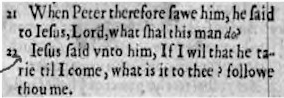 21 When Peter therefore sawe him, he said
to Iesus, Lord, what shal this man do?
22 Iesus said vnto him, If I wil that he ta-
rie til I come, what is it to thee? followe
thou me.